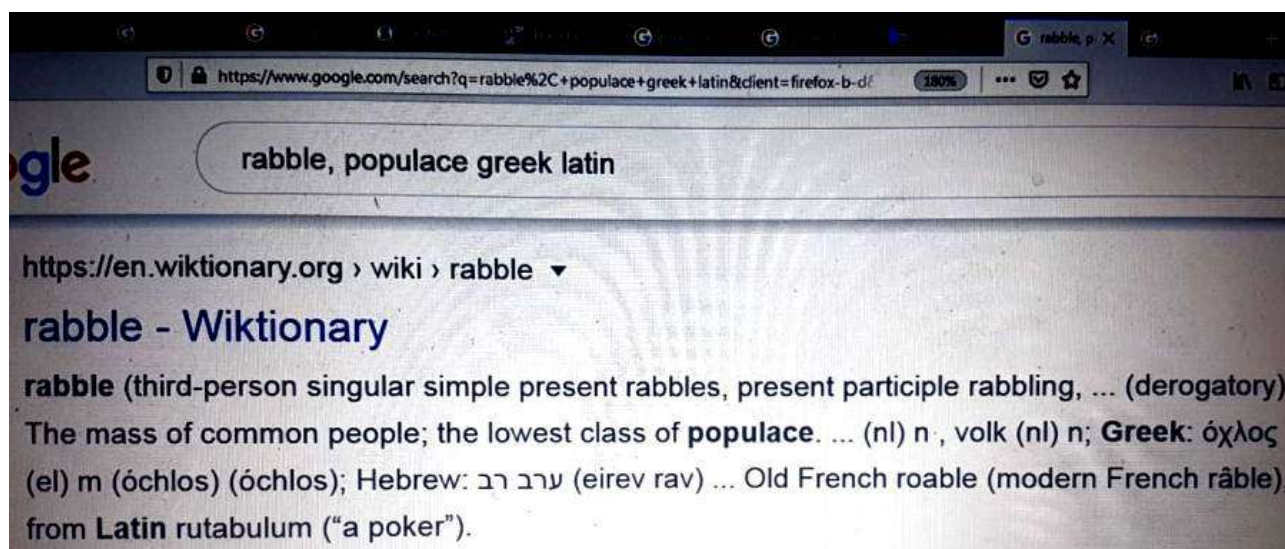 G rabble, p
https://www.google.com/search?q=rabble%2C+populace+greek+latin&client=firefox-b-d
180%
ogle
rabble, populace greek latin
https://en.wiktionary.org › wiki › rabble
rabble - Wiktionary
rabble (third-person singular simple present rabbles, present participle rabbling, ... (derogatory)
The mass of common people; the lowest class of populace. ... (nl) n , volk (nl) n; Greek: όχλος
(el) m (óchlos) (óchlos); Hebrew: ערב רב (eirev rav) ... Old French roable (modern French râble)
from Latin rutabulum (“a poker”).